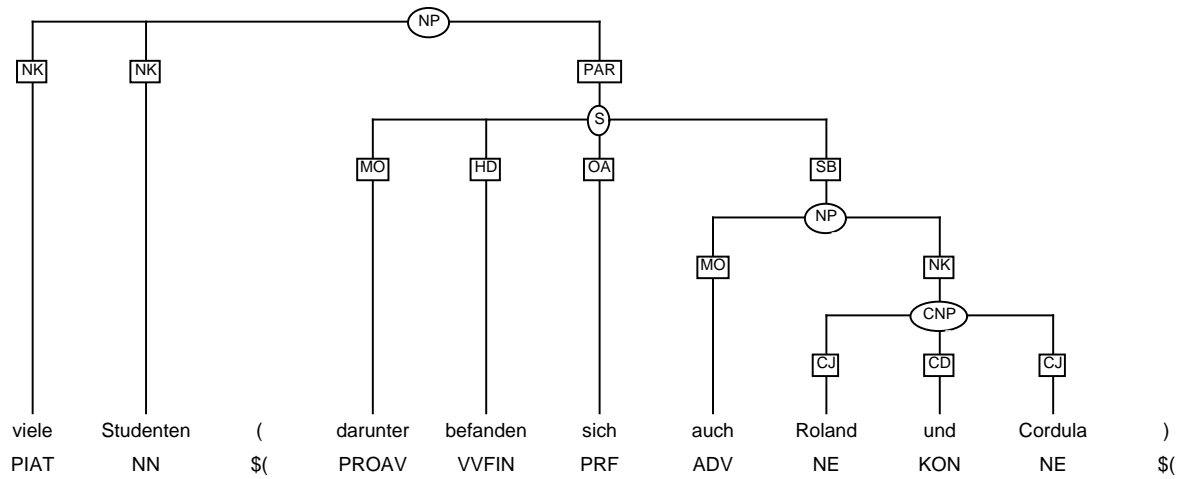 NP
NK NK PAR
S
MO HD OA SB
NP
MO NK
CNP
CJ CD CJ
viele Studenten ( darunter befanden sich auch Roland und Cordula )
PIAT NN $( PROAV VVFIN PRF ADV NE KON NE $(